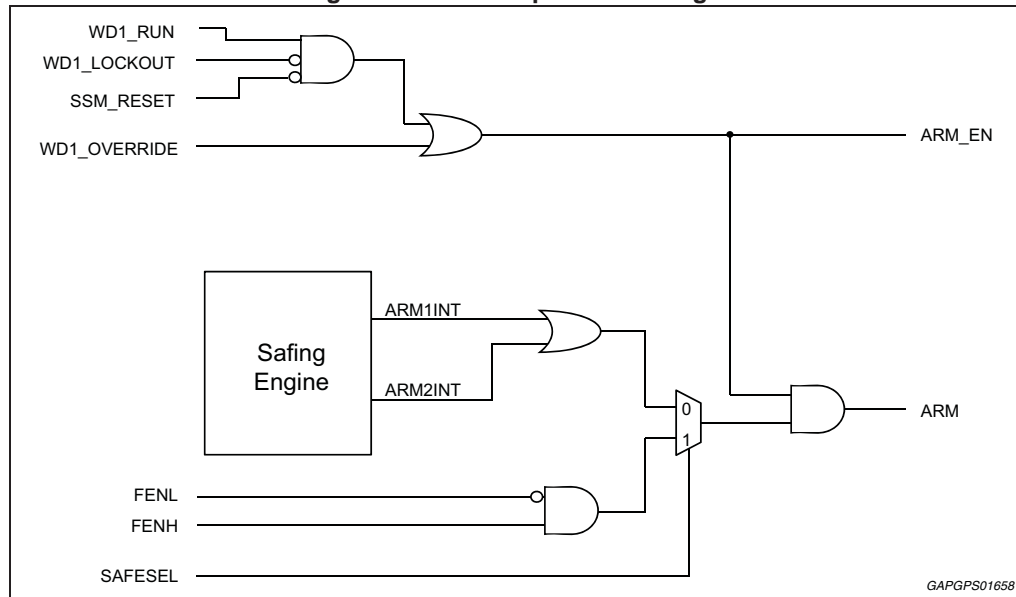 WD1_RUN
WD1_LOCKOUT
SSM_RESET
WD1_OVERRIDE
ARM_EN
Safing
Engine
ARM1INT
ARM2INT
0
1
ARM
FENL
FENH
SAFESEL
GAPGPS01658